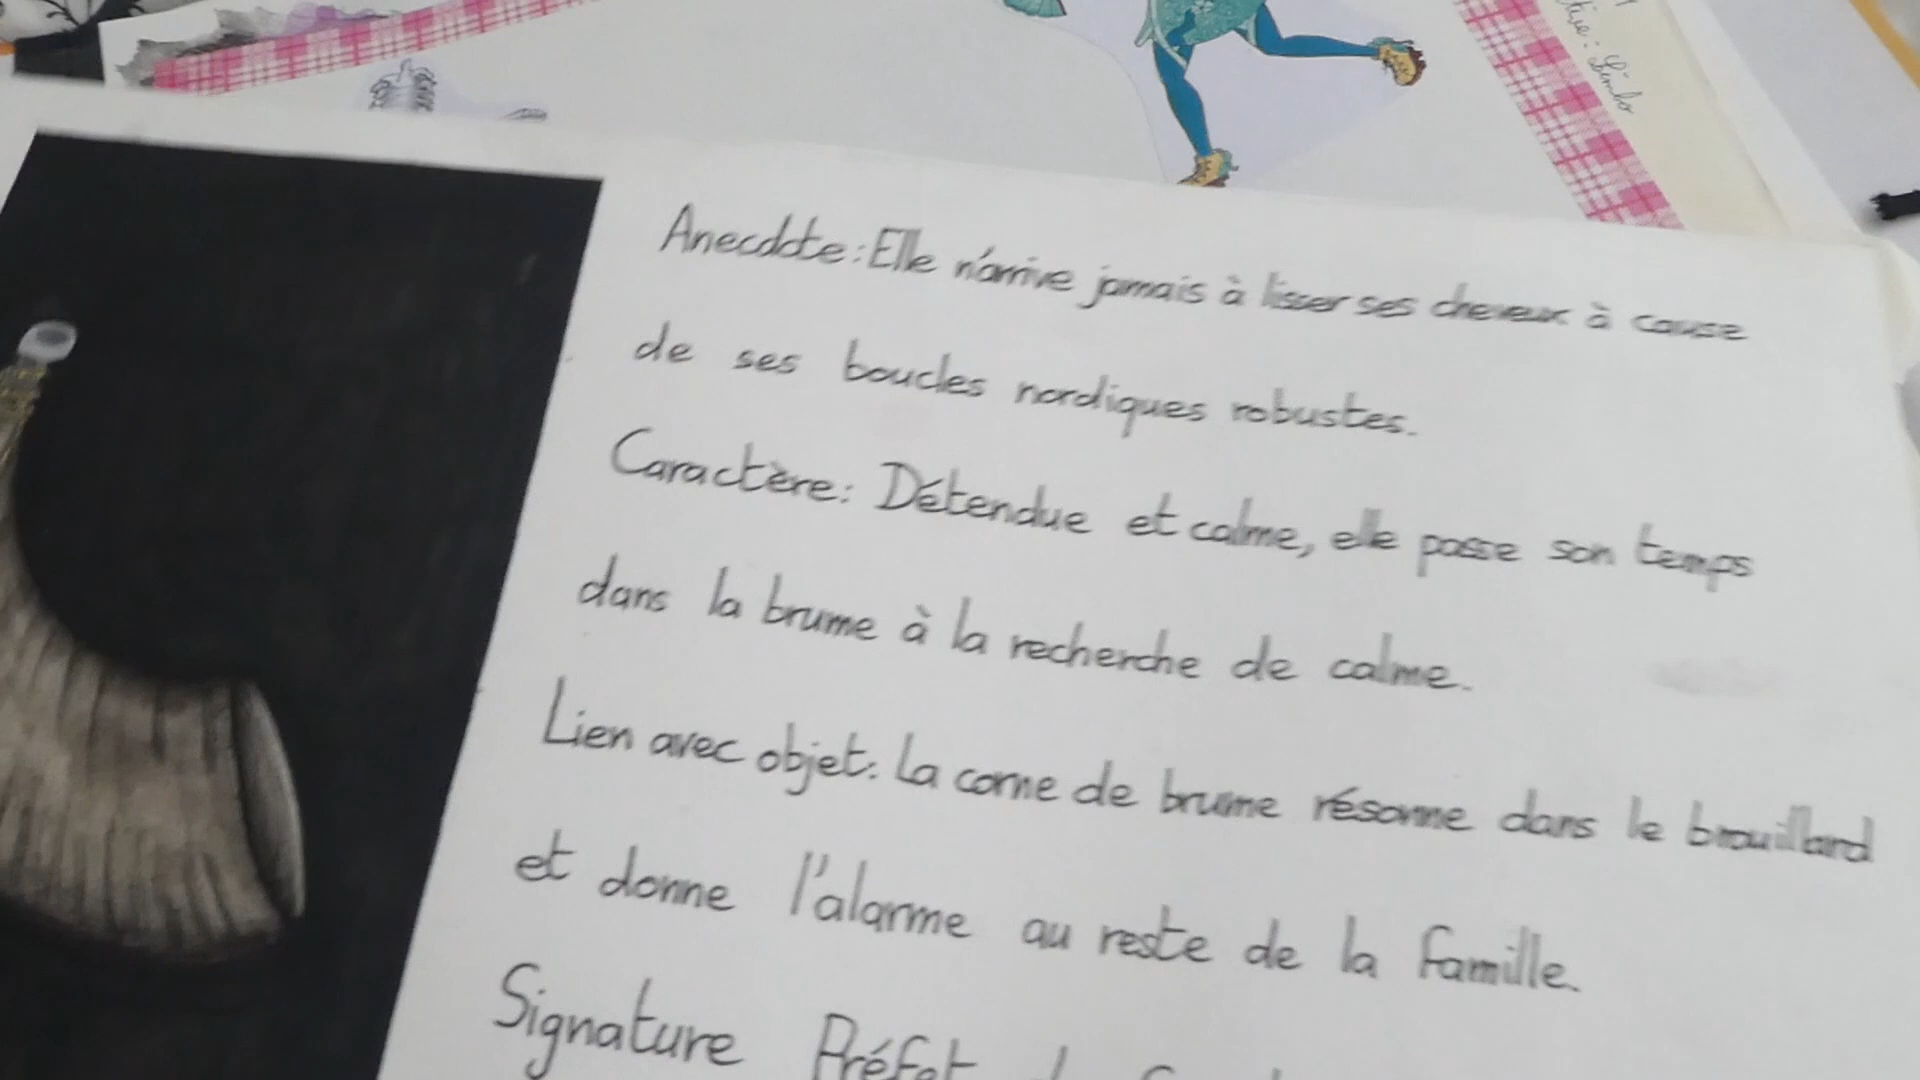 Limbo
Anecdote : Elle n'arrive jamais à lisser ses cheveux à cause
de ses boucles nordiques robustes.
Caractère : Détendue et calme, elle passe son temps
dans la brume à la recherche de calme.
Lien avec objet : la corne de brume résonne dans le brouillard
et donne l'alarme au reste de la famille.
Signature Préfet